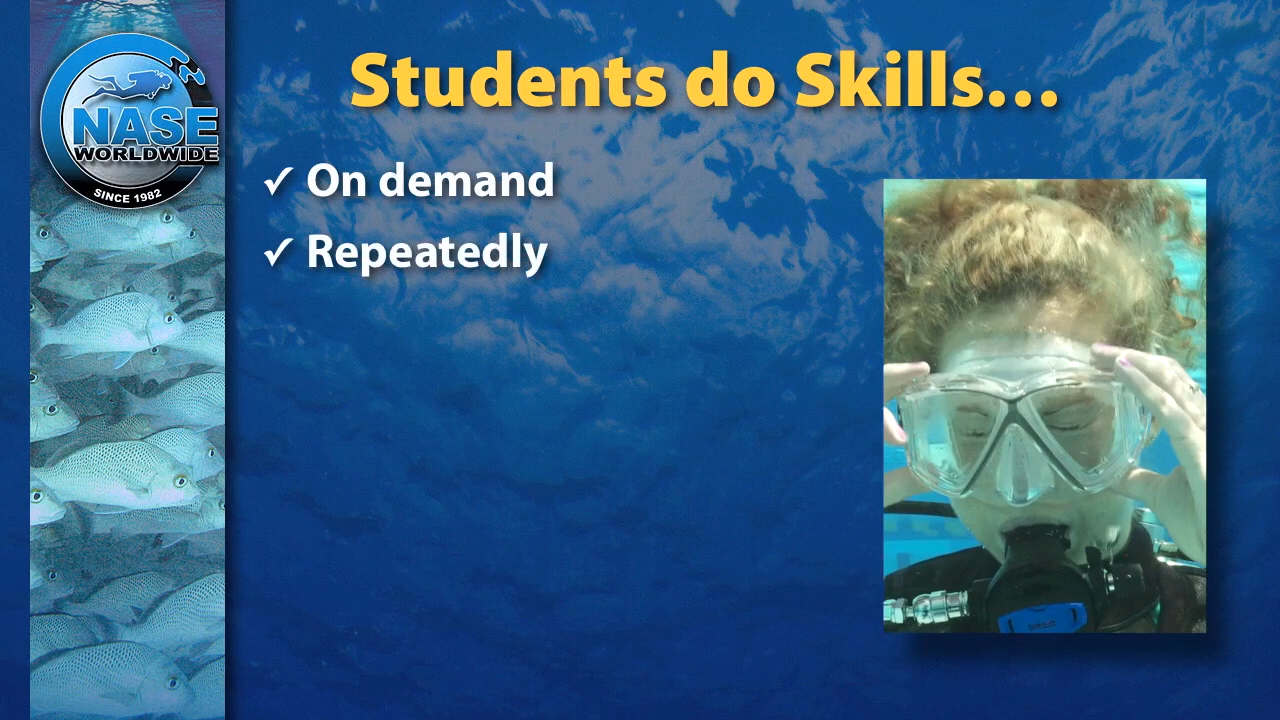 NASE
WORLDWIDE
SINCE 1982
Students do Skills…
✓ On demand
✓ Repeatedly